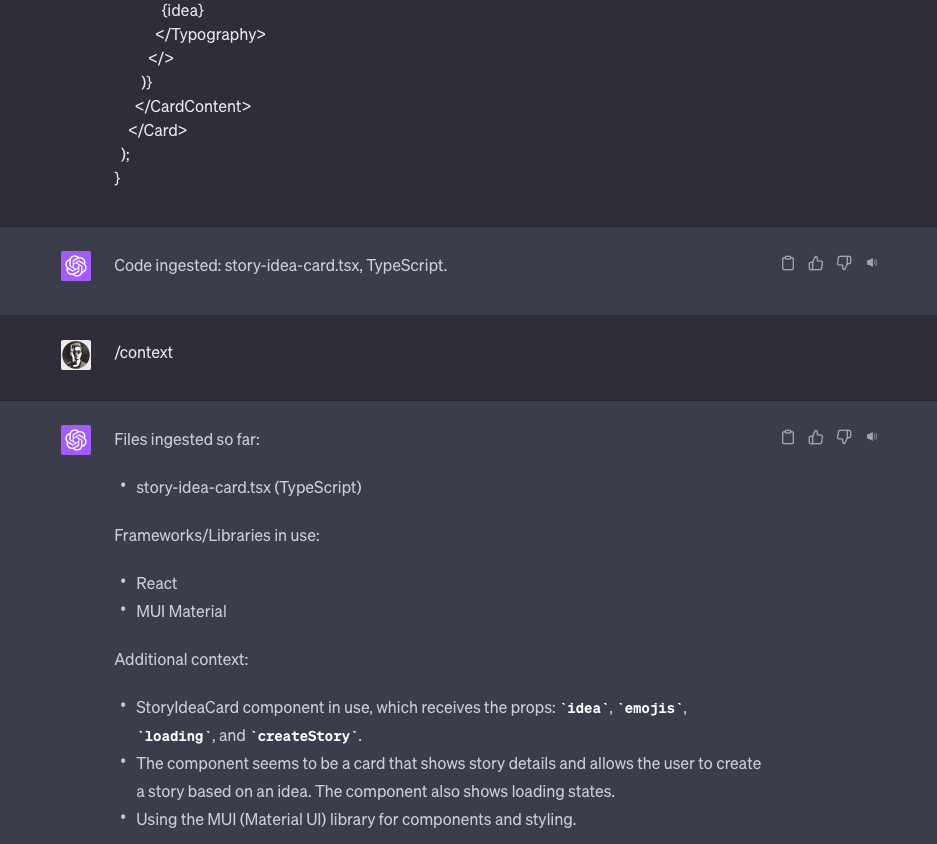 {idea}
</Typography>
</>
)}
</CardContent>
</Card>
);
}
Code ingested: story-idea-card.tsx, TypeScript.
/context
Files ingested so far:
• story-idea-card.tsx (TypeScript)
Frameworks/Libraries in use:
• React
• MUI Material
Additional context:
• StoryIdeaCard component in use, which receives the props: `idea`, `emojis`,
`loading`, and `createStory`.
• The component seems to be a card that shows story details and allows the user to create
a story based on an idea. The component also shows loading states.
• Using the MUI (Material UI) library for components and styling.